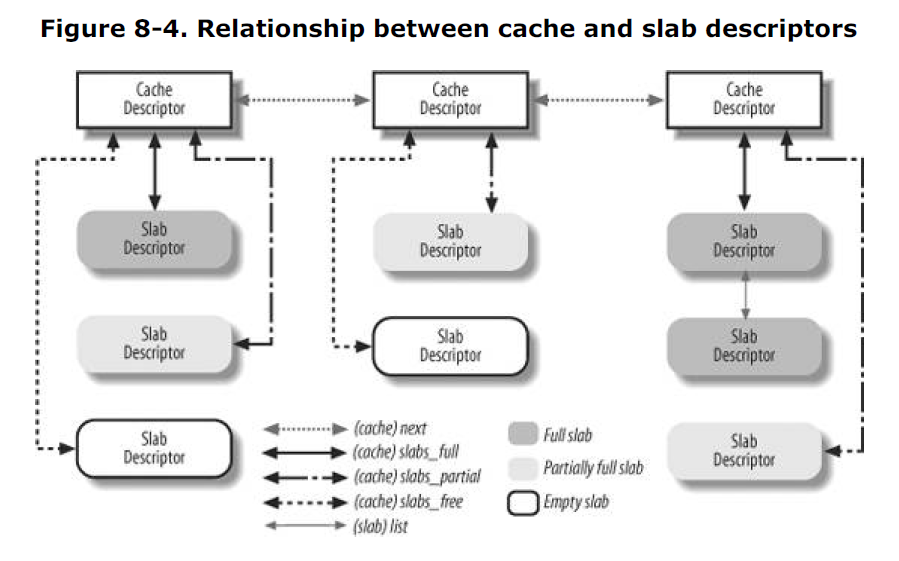 Figure 8-4. Relationship between cache and slab descriptors
Cache
Descriptor
Cache
Descriptor
Cache
Descriptor
Slab
Descriptor
Slab
Descriptor
Slab
Descriptor
Slab
Descriptor
Slab
Descriptor
Slab
Descriptor
Slab
Descriptor
Slab
Descriptor
(cache) next
(cache) slabs_full
(cache) slabs_partial
(cache) slabs_free
(slab) list
Full slab
Partially full slab
Empty slab